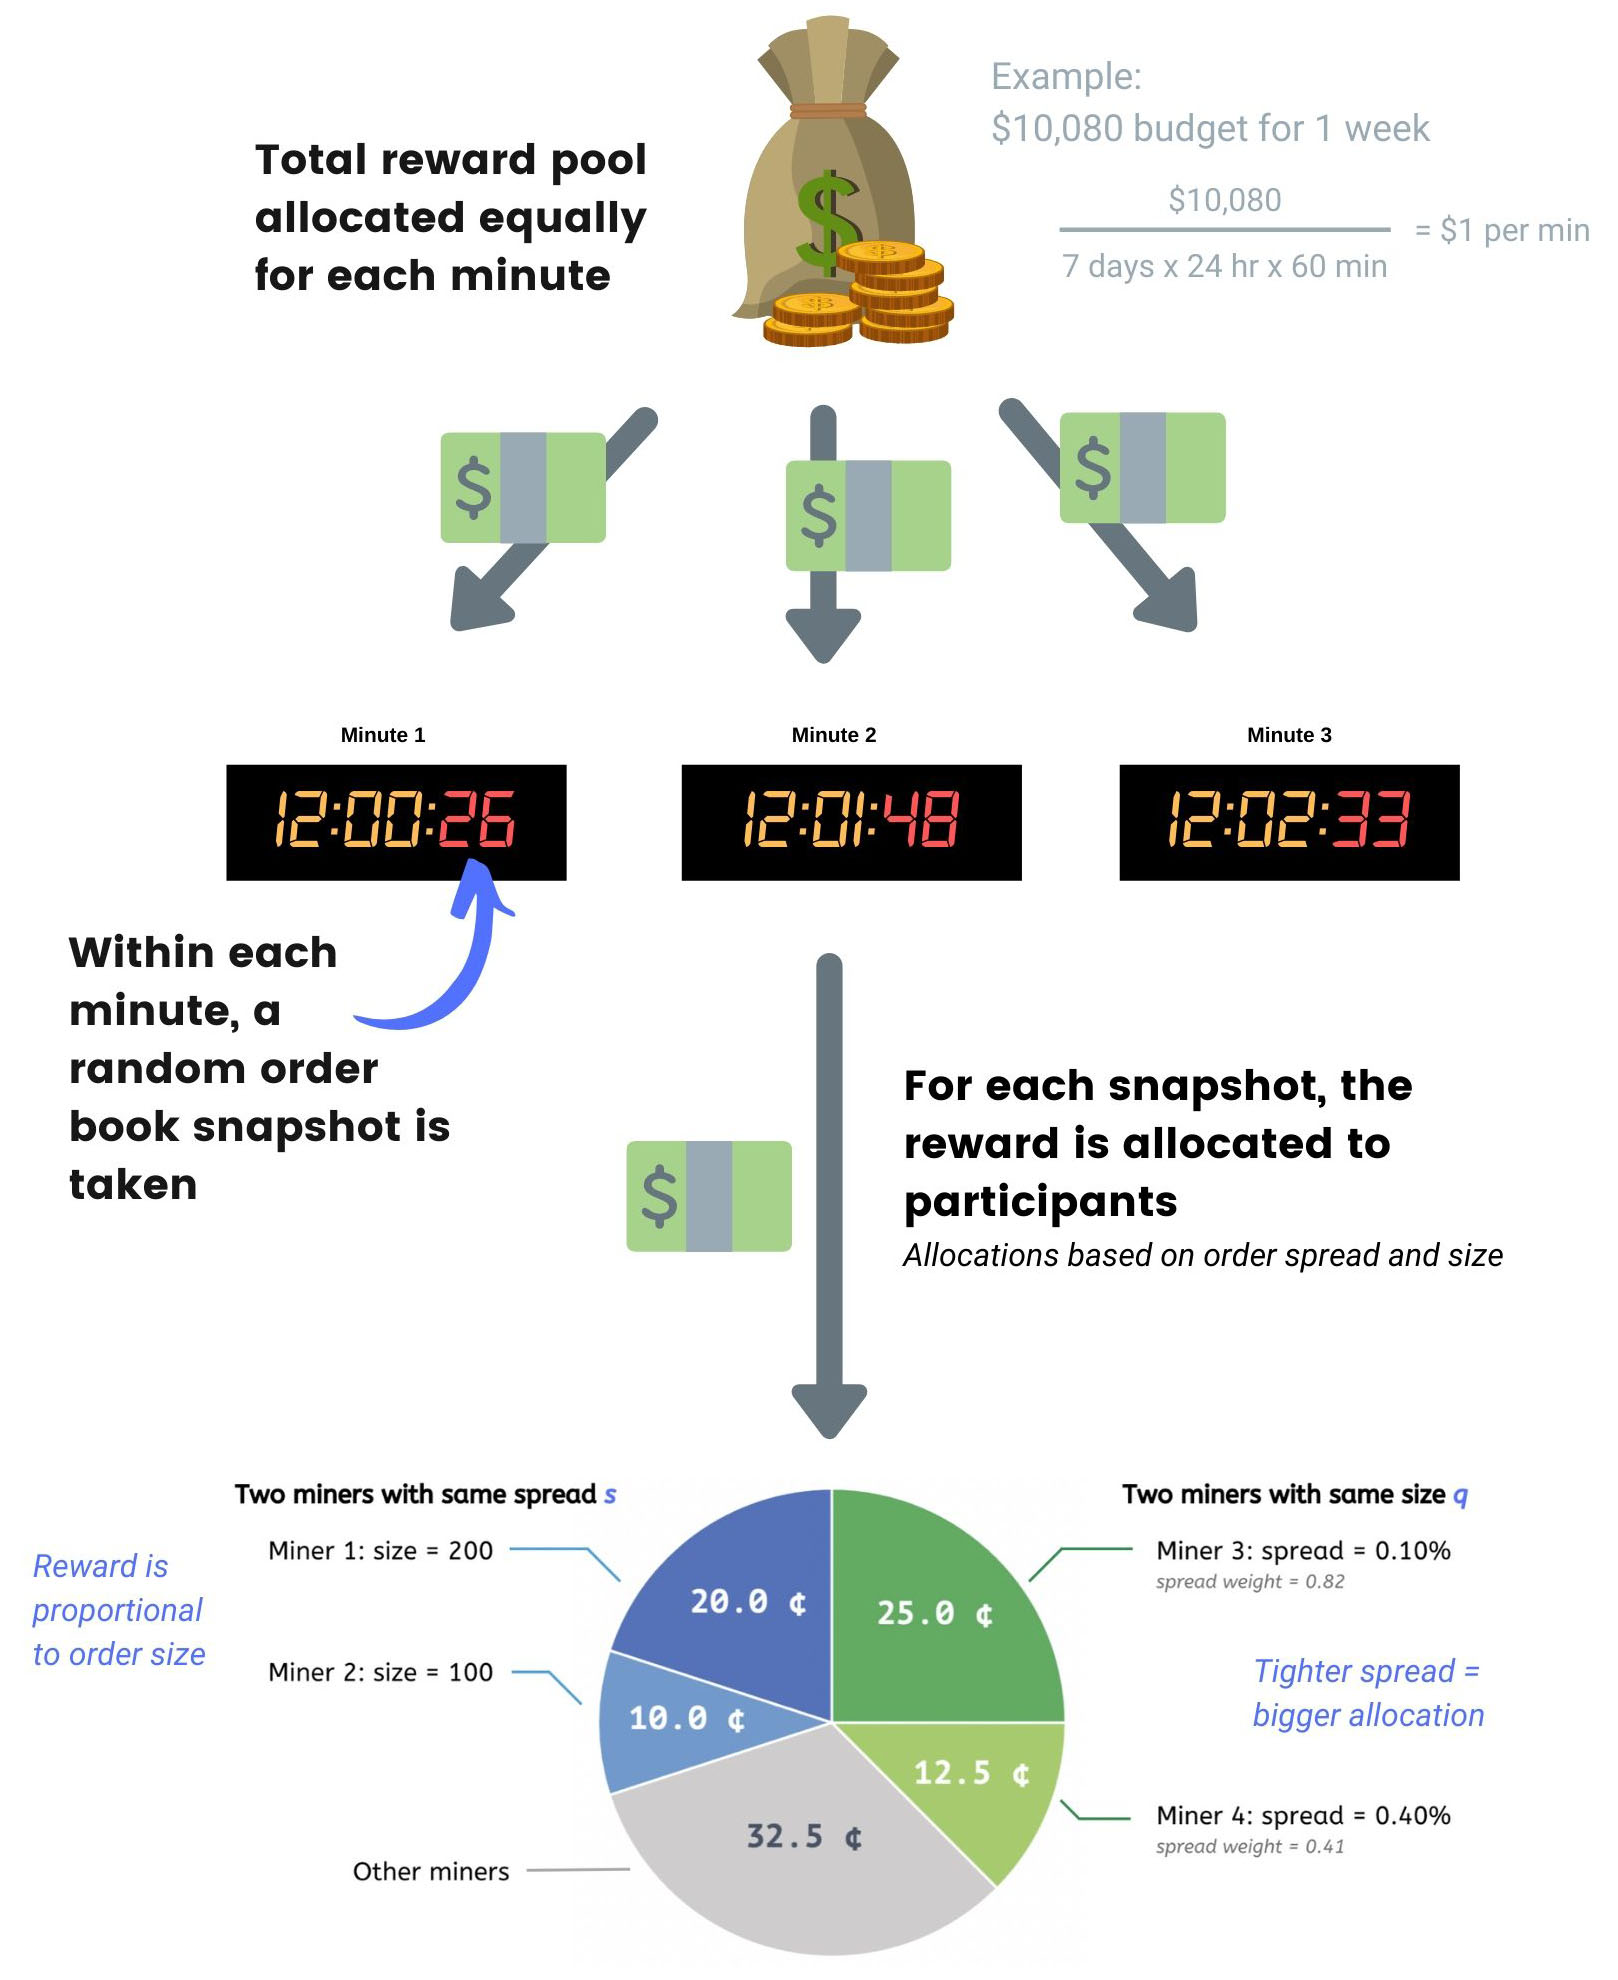 Example:
$10,080 budget for 1 week
Total reward pool
allocated equally
for each minute
$10,080
7 days x 24 hr x 60 min
= $1 per min
$
$
$
$
Minute 1
Minute 2
Minute 3
12:00:26
12:01:48
12:02:33
Within each
minute, a
random order
book snapshot is
taken
For each snapshot, the
reward is allocated to
participants
Allocations based on order spread and size
$
Two miners with same spread s
Miner 1: size = 200
Reward is
proportional
to order size
Miner 2: size = 100
Other miners
20.0 ¢
25.0 ¢
10.0 ¢
12.5 ¢
32.5 ¢
Two miners with same size q
Miner 3: spread = 0.10%
spread weight = 0.82
Tighter spread =
bigger allocation
Miner 4: spread = 0.40%
spread weight = 0.41